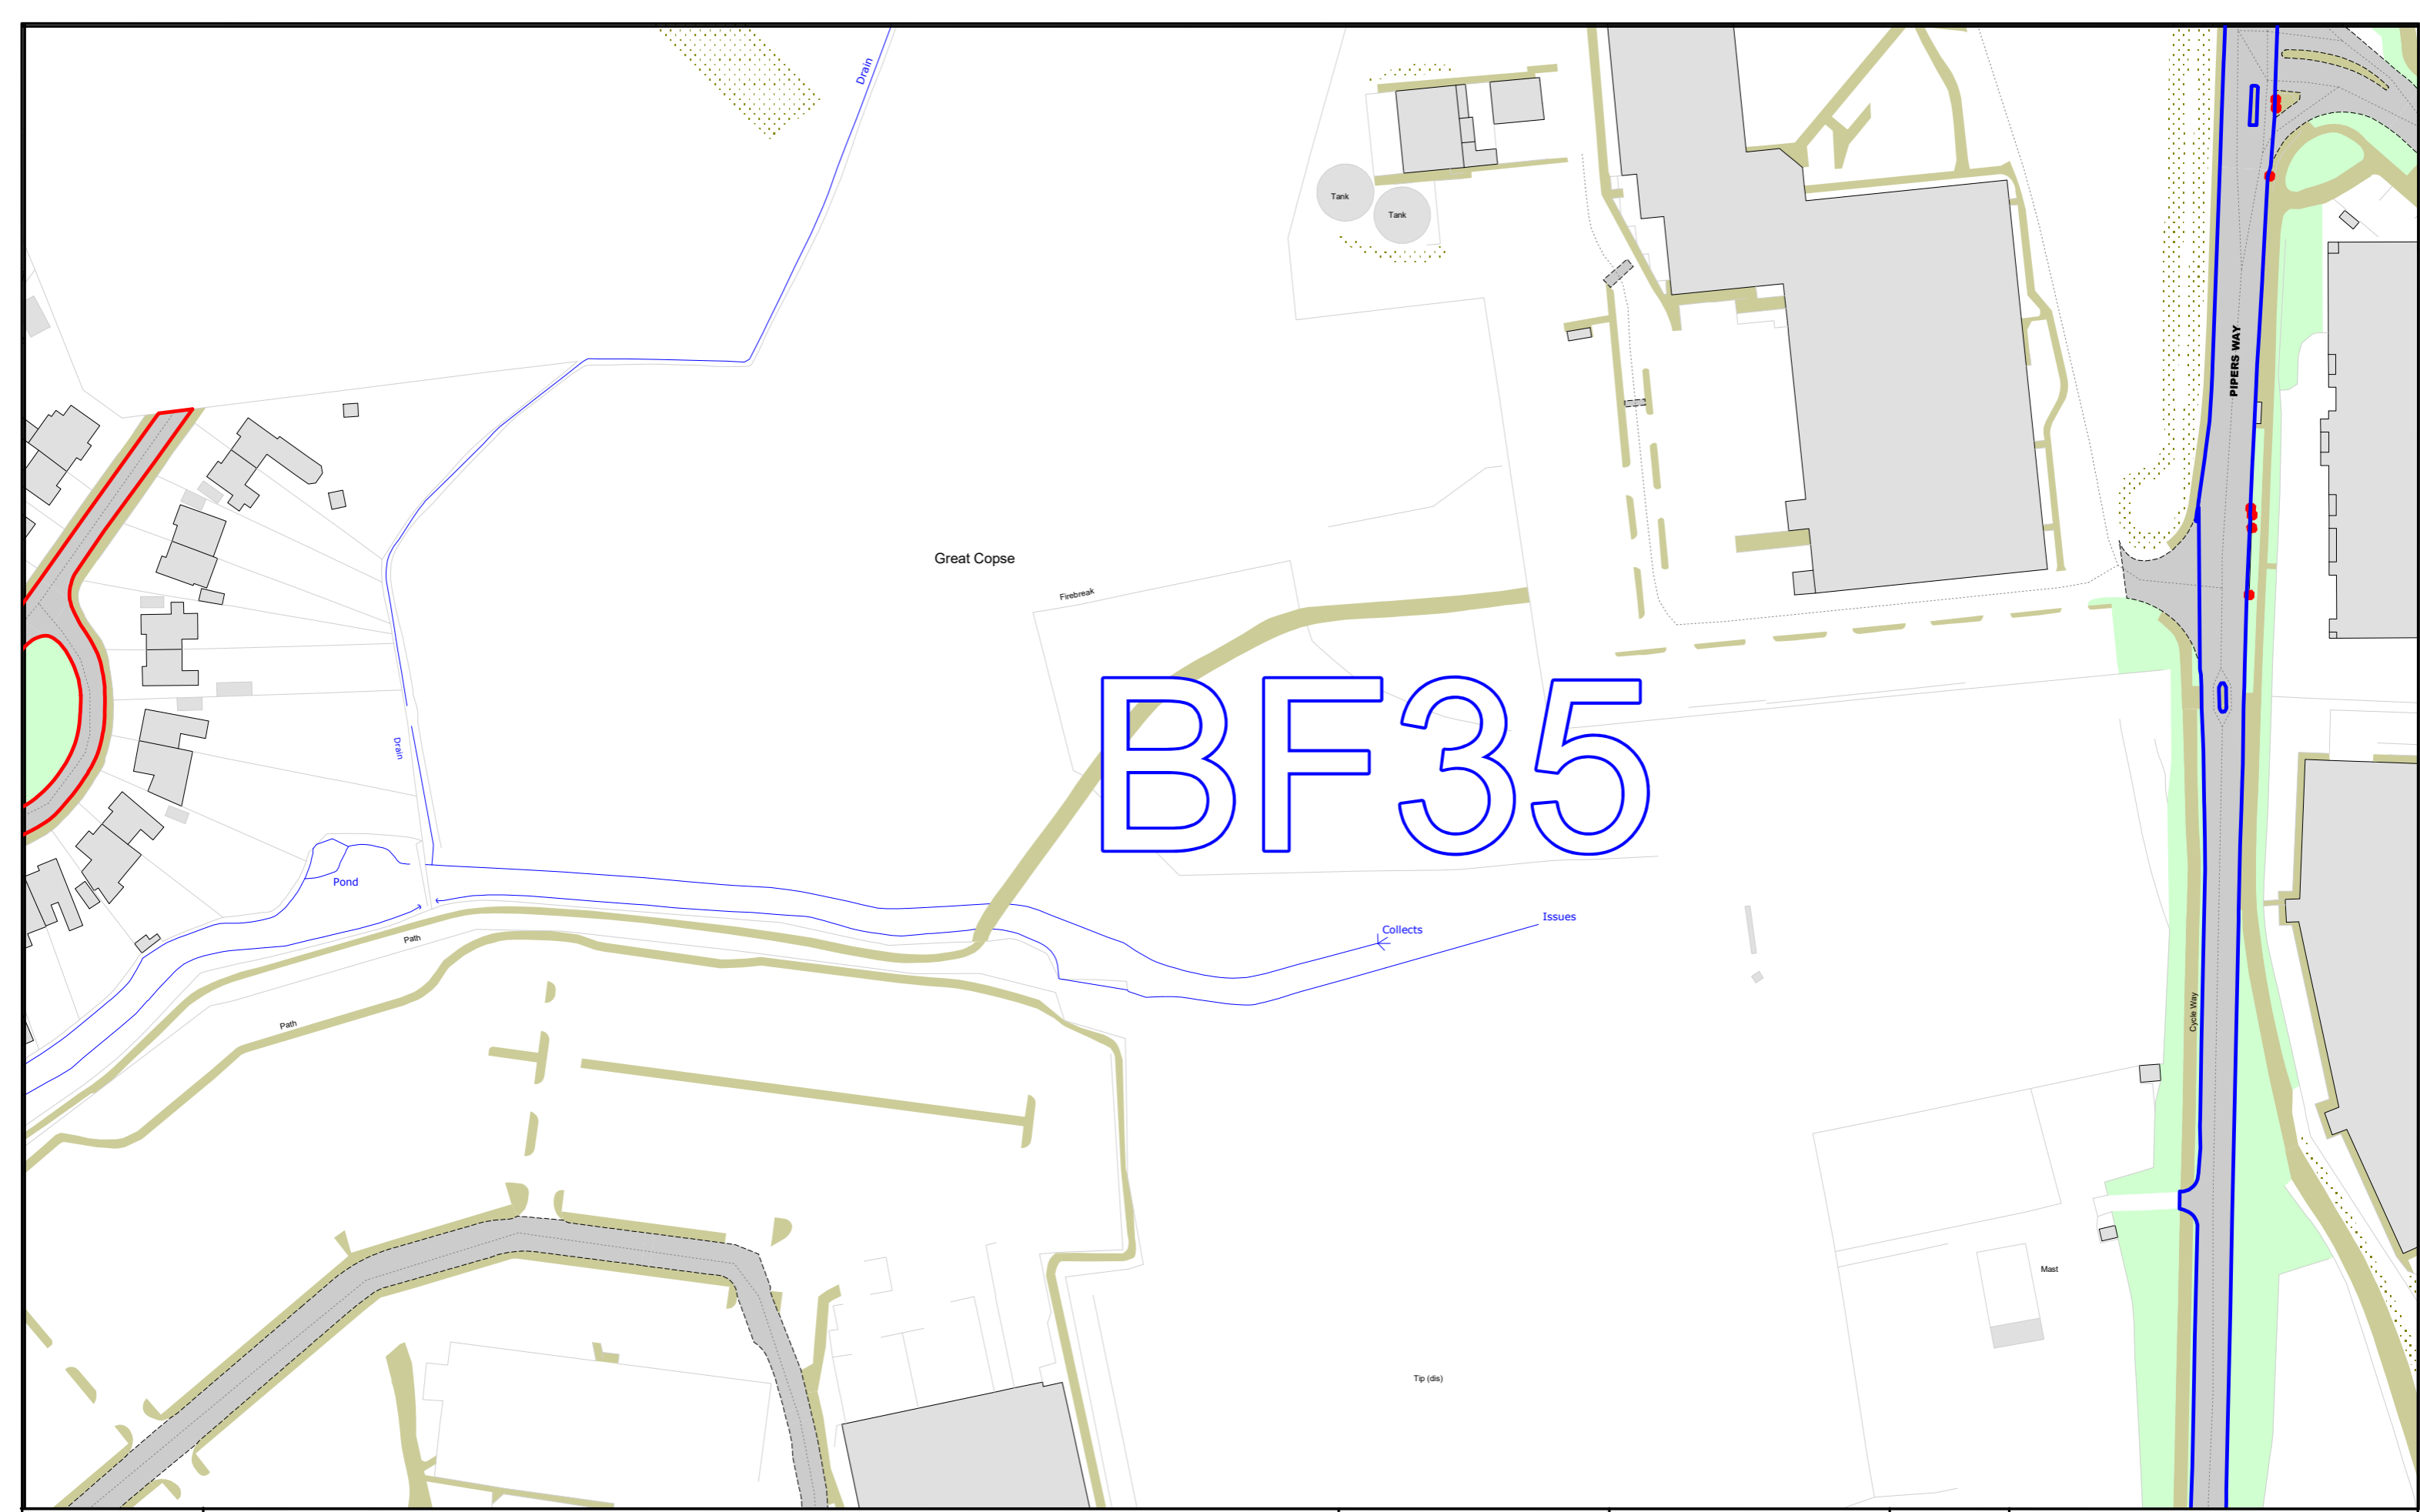 Drain
Tank
Tank
PIPERS WAY
Great Copse
Firebreak
BF35
Drain
Pond
Issues
Collects
Path
Path
Cycle Way
Mast
Tip (dis)